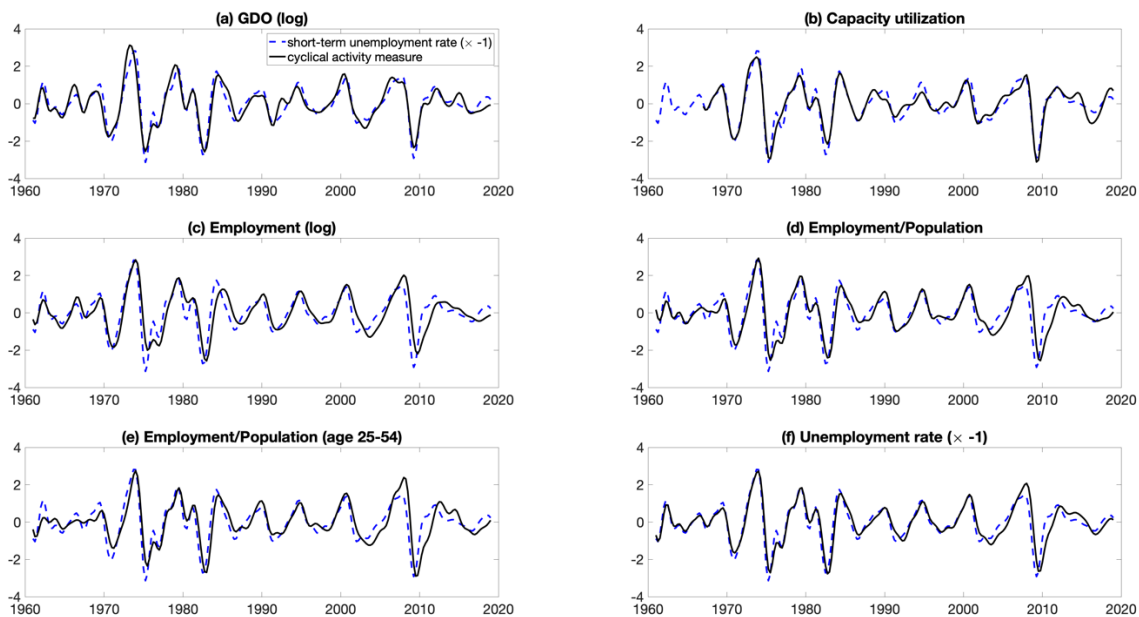 (a) GDO (log)
4
2
0
-2
-4
1960 1970 1980 1990 2000 2010 2020
short-term unemployment rate (× -1)
cyclical activity measure
(b) Capacity utilization
4
2
0
-2
-4
1960 1970 1980 1990 2000 2010 2020
(c) Employment (log)
4
2
0
-2
-4
1960 1970 1980 1990 2000 2010 2020
(d) Employment/Population
4
2
0
-2
-4
1960 1970 1980 1990 2000 2010 2020
(e) Employment/Population (age 25-54)
4
2
0
-2
-4
1960 1970 1980 1990 2000 2010 2020
(f) Unemployment rate (× -1)
4
2
0
-2
-4
1960 1970 1980 1990 2000 2010 2020